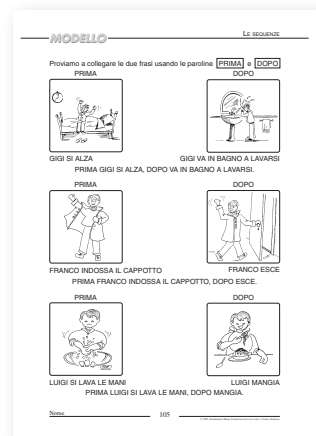 LE SEQUENZE
MODELLO
Proviamo a collegare le due frasi usando le paroline PRIMA e DOPO
PRIMA DOPO
GIGI SI ALZA GIGI VA IN BAGNO A LAVARSI
PRIMA GIGI SI ALZA, DOPO VA IN BAGNO A LAVARSI.
PRIMA DOPO
FRANCO INDOSSA IL CAPPOTTO FRANCO ESCE
PRIMA FRANCO INDOSSA IL CAPPOTTO, DOPO ESCE.
PRIMA DOPO
LUIGI SI LAVA LE MANI LUIGI MANGIA
PRIMA LUIGI SI LAVA LE MANI, DOPO MANGIA.
Nome 105